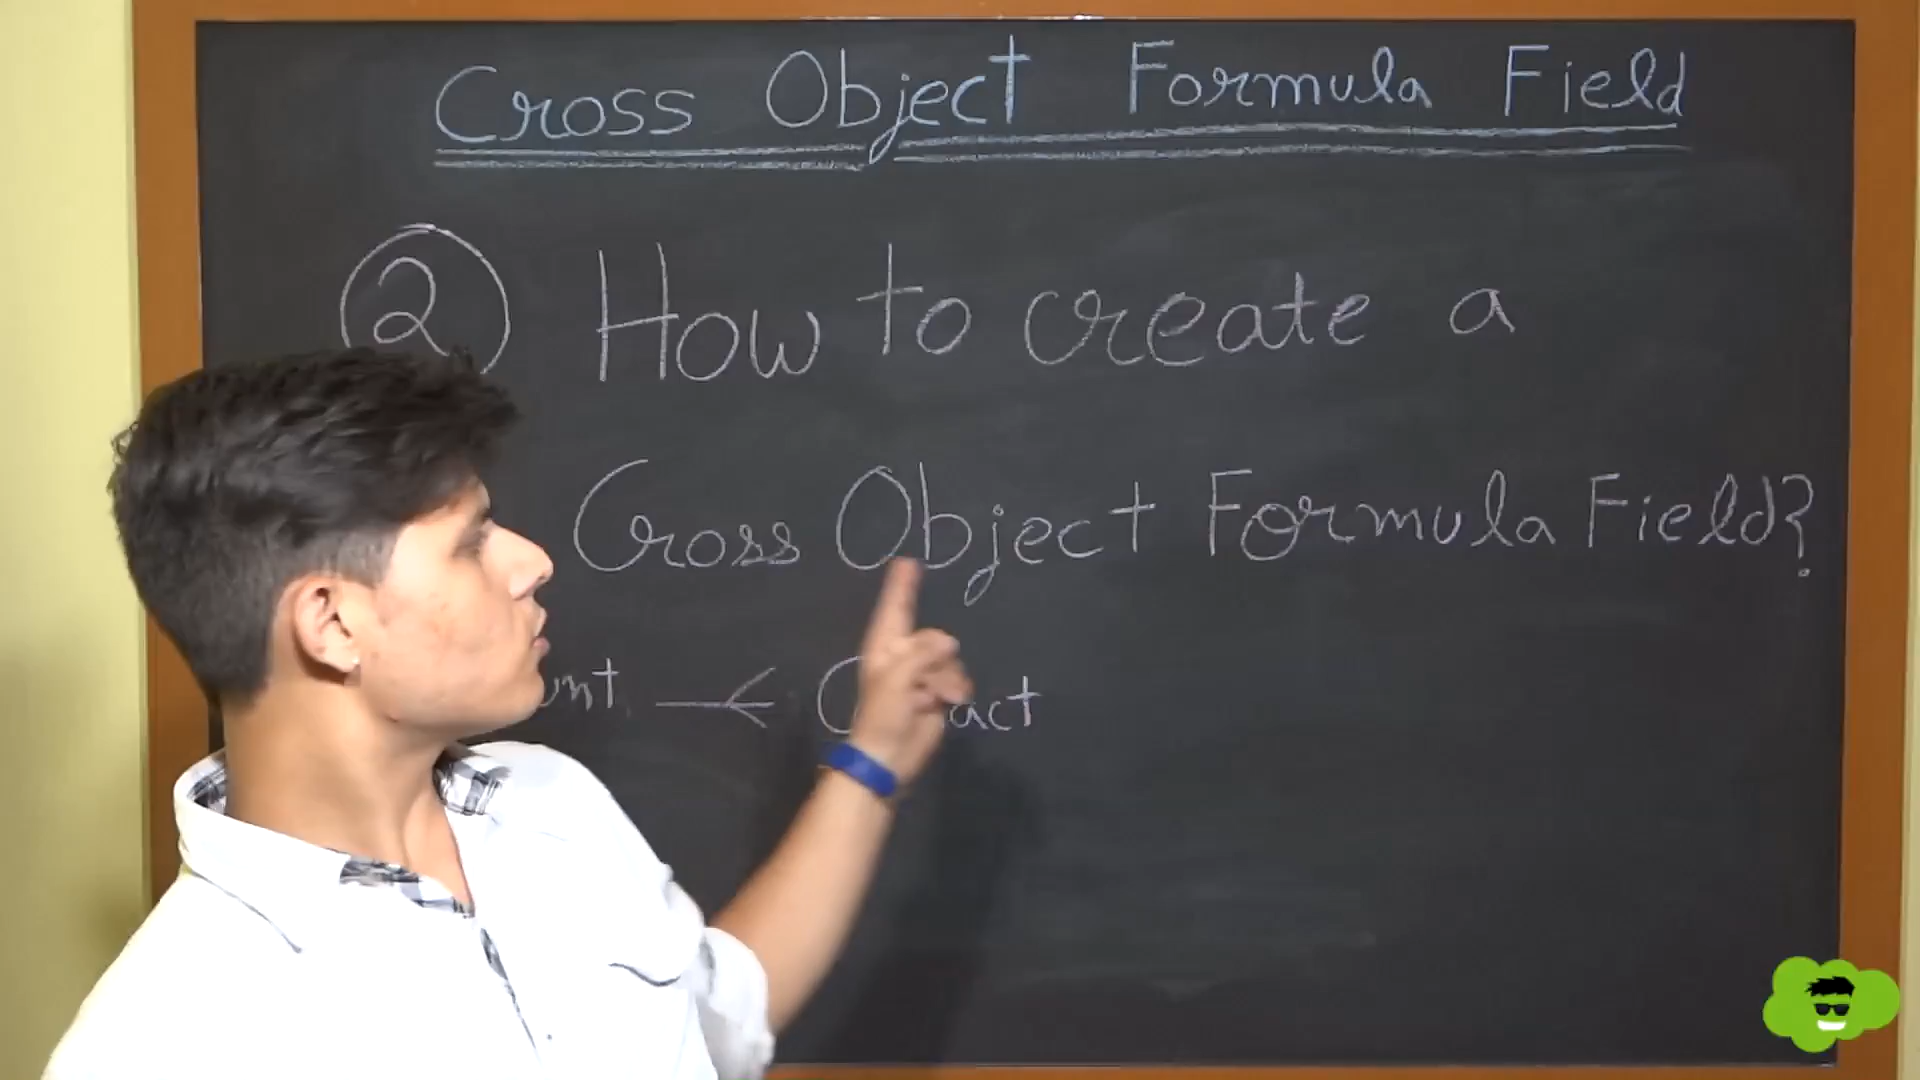 Cross Object Formula Field
2 How to create a
Cross Object Formula Field?